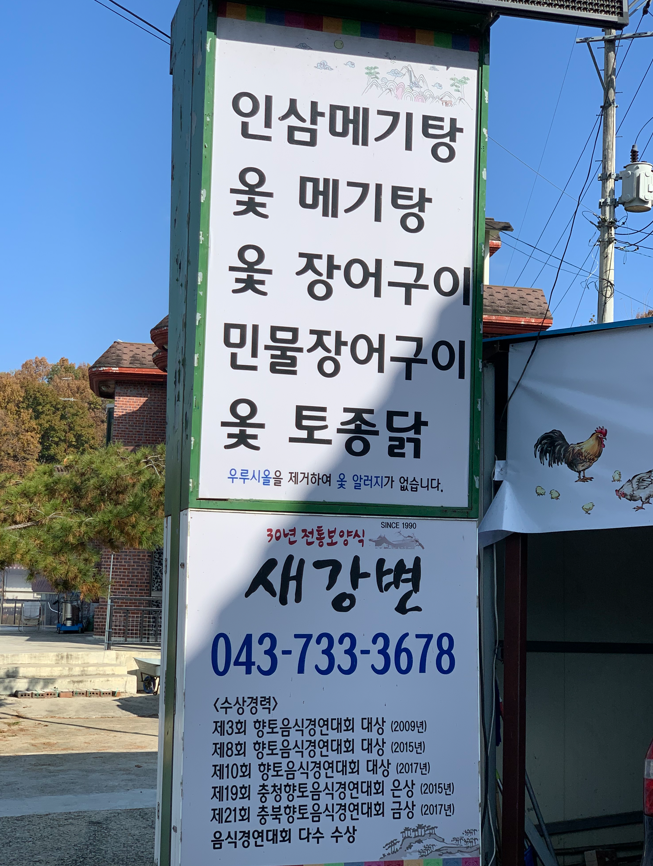 인삼메기탕
옻 메기탕
옻 장어구이
민물장어구이
옻 토종닭
우루시올을 제거하여 옻 알러지가 없습니다.
SINCE 1990
30년 전통보양식
새강변
043-733-3678
<수상경력>
제3회 향토음식경연대회 대상 (2009년)
제8회 향토음식경연대회 대상 (2015년)
제10회 향토음식경연대회 대상 (2017년)
제19회 충청향토음식경연대회 은상 (2015년)
제21회 충북향토음식경연대회 금상 (2017년)
음식경연대회 다수 수상